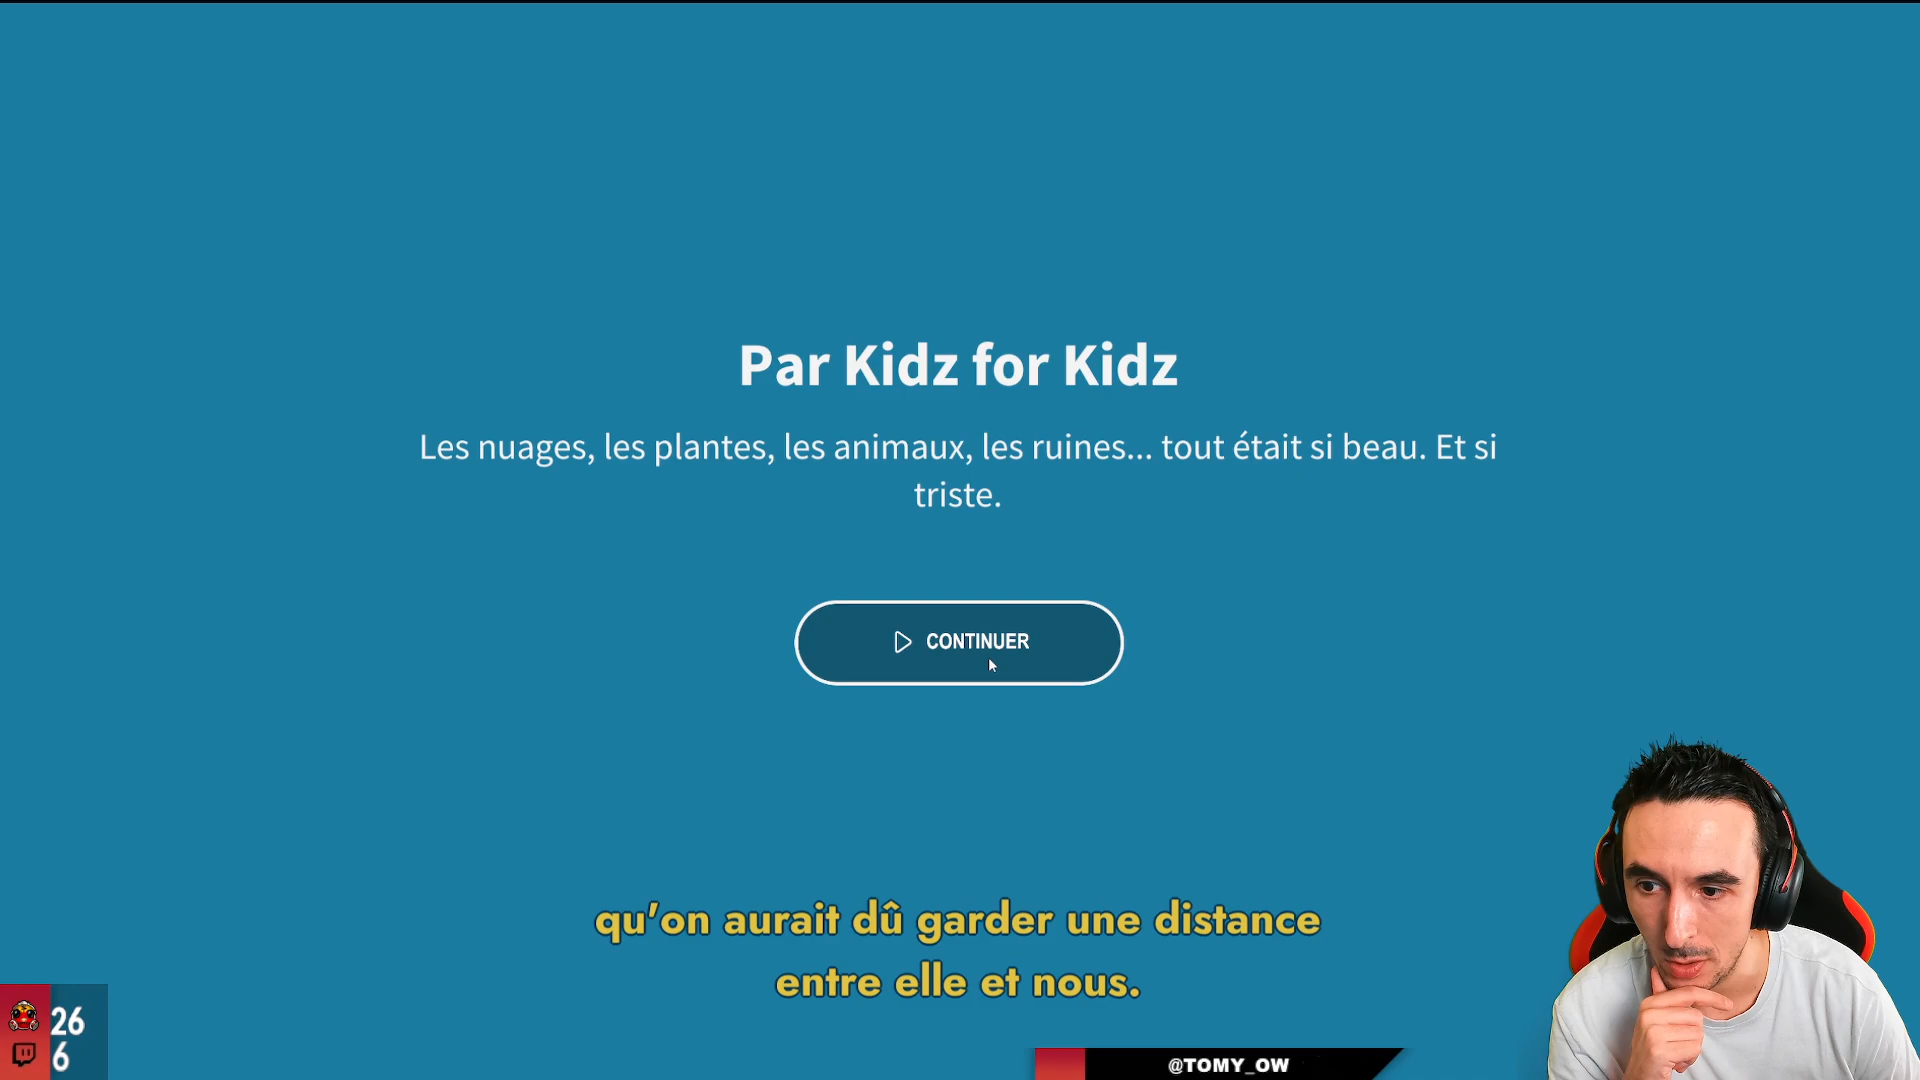 Par Kidz for Kidz
Les nuages, les plantes, les animaux, les ruines... tout était si beau. Et si
triste.
CONTINUER
qu'on aurait dû garder une distance
entre elle et nous.
26
6
@TOMY_OW